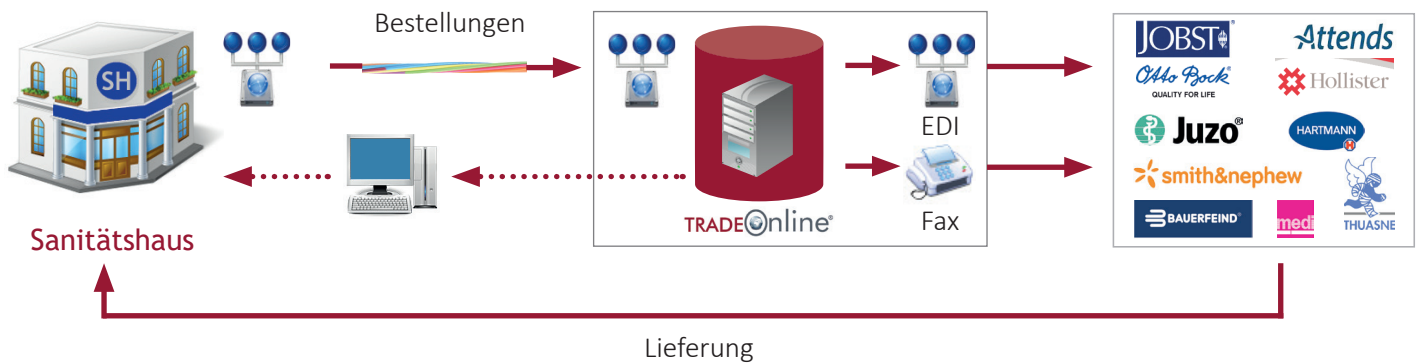 Bestellungen
SH
Sanitätshaus
EDI
Fax
TRADEOnline®
JOBST®
Attends
Otto Bock®
QUALITY FOR LIFE
Hollister
Juzo®
HARTMANN
smith&nephew
BAUERFEIND®
medi
THUASNE
Lieferung